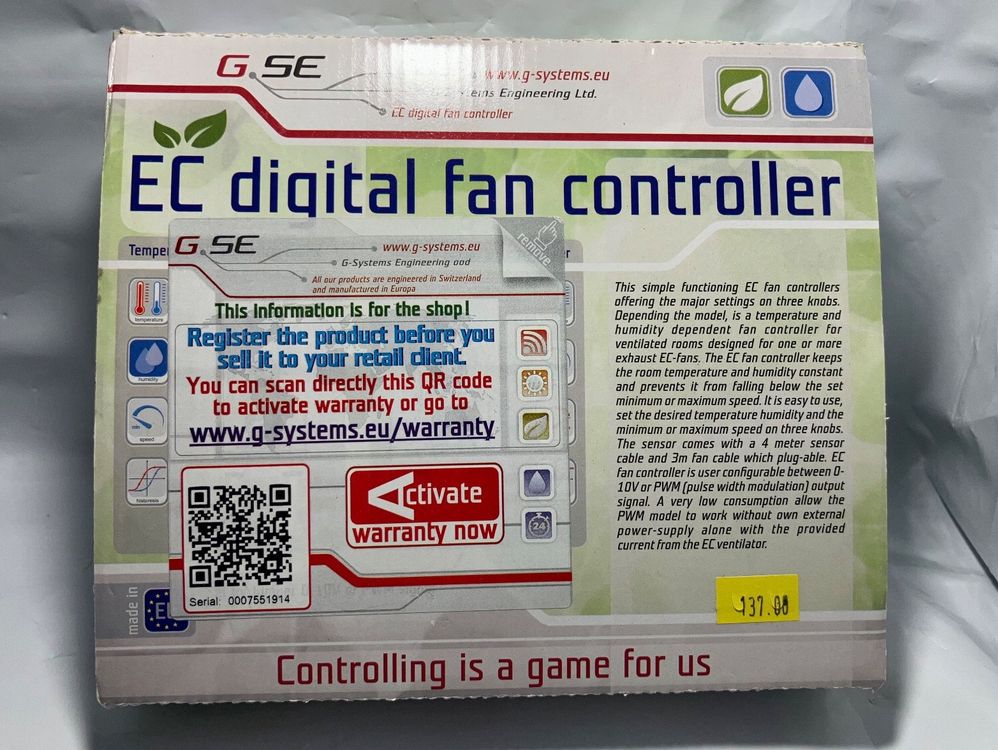 G.SE
www.g-systems.eu
Systems Engineering Ltd.
EC digital fan controller
EC digital fan controller
G.SE
www.g-systems.eu
G-Systems Engineering ood
All our products are engineered in Switzerland
and manufactured in Europa
remove
This information is for the shop!
Register the product before you
sell it to your retail client.
You can scan directly this QR code
to activate warranty or go to
www.g-systems.eu/warranty
Activate
warranty now
24
Serial: 0007551914
temperature
humidity
speed
histeresis
This simple functioning EC fan controllers
offering the major settings on three knobs.
Depending the model, is a temperature and
humidity dependent fan controller for
ventilated rooms designed for one or more
exhaust EC-fans. The EC fan controller keeps
the room temperature and humidity constant
and prevents it from falling below the set
minimum or maximum speed. It is easy to use,
set the desired temperature humidity and the
minimum or maximum speed on three knobs.
The sensor comes with a 4 meter sensor
cable and 3m fan cable which plug-able. EC
fan controller is user configurable between 0-
10V or PWM (pulse width modulation) output
signal. A very low consumption allow the
PWM model to work without own external
power-supply alone with the provided
current from the EC ventilator.
made in
137.00
Controlling is a game for us